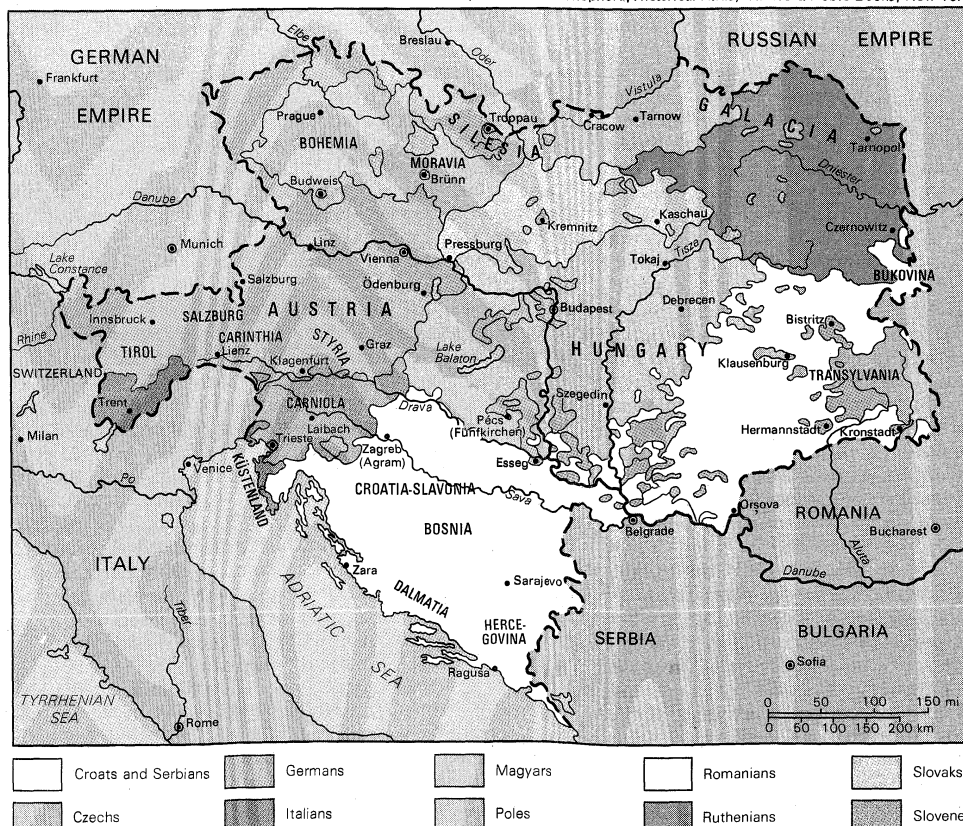 GERMAN
EMPIRE
Frankfurt
Elbe
Breslau
Oder
RUSSIAN EMPIRE
Vistula
GALACIA
Prague
BOHEMIA
SILESIA
Troppau
Cracow
Tarnow
Tarnopol
MORAVIA
Brünn
Budweis
Dniester
Danube
Kremnitz
Kaschau
Czernowitz
Munich
Linz
Vienna
Pressburg
Tisza
Tokaj
BUKOVINA
Lake
Constance
Salzburg
Ödenburg
Budapest
Debrecen
Innsbruck
SALZBURG
AUSTRIA
Bistritz
Rhine
TIROL
CARINTHIA
Lienz
STYRIA
Graz
Lake
Balaton
HUNGARY
Klausenburg
SWITZERLAND
Klagenfurt
TRANSYLVANIA
Trent
CARNIOLA
Laibach
Drava
Szegedin
Pécs
(Fünfkirchen)
Hermannstadt
Kronstadt
Milan
Trieste
Zagreb
(Agram)
Esseg
Venice
KÜSTENLAND
Po
CROATIA-SLAVONIA
Sava
Orşova
BOSNIA
Belgrade
ROMANIA
Bucharest
ITALY
Zara
Sarajevo
Aluta
Danube
ADRIATIC
SEA
DALMATIA
HERCE-
GOVINA
Tiber
SERBIA
BULGARIA
Ragusa
Sofia
TYRRHENIAN
SEA
Rome
0 50 100 150 mi
0 50 100 150 200 km
Croats and Serbians
Germans
Magyars
Romanians
Slovaks
Czechs
Italians
Poles
Ruthenians
Slovene